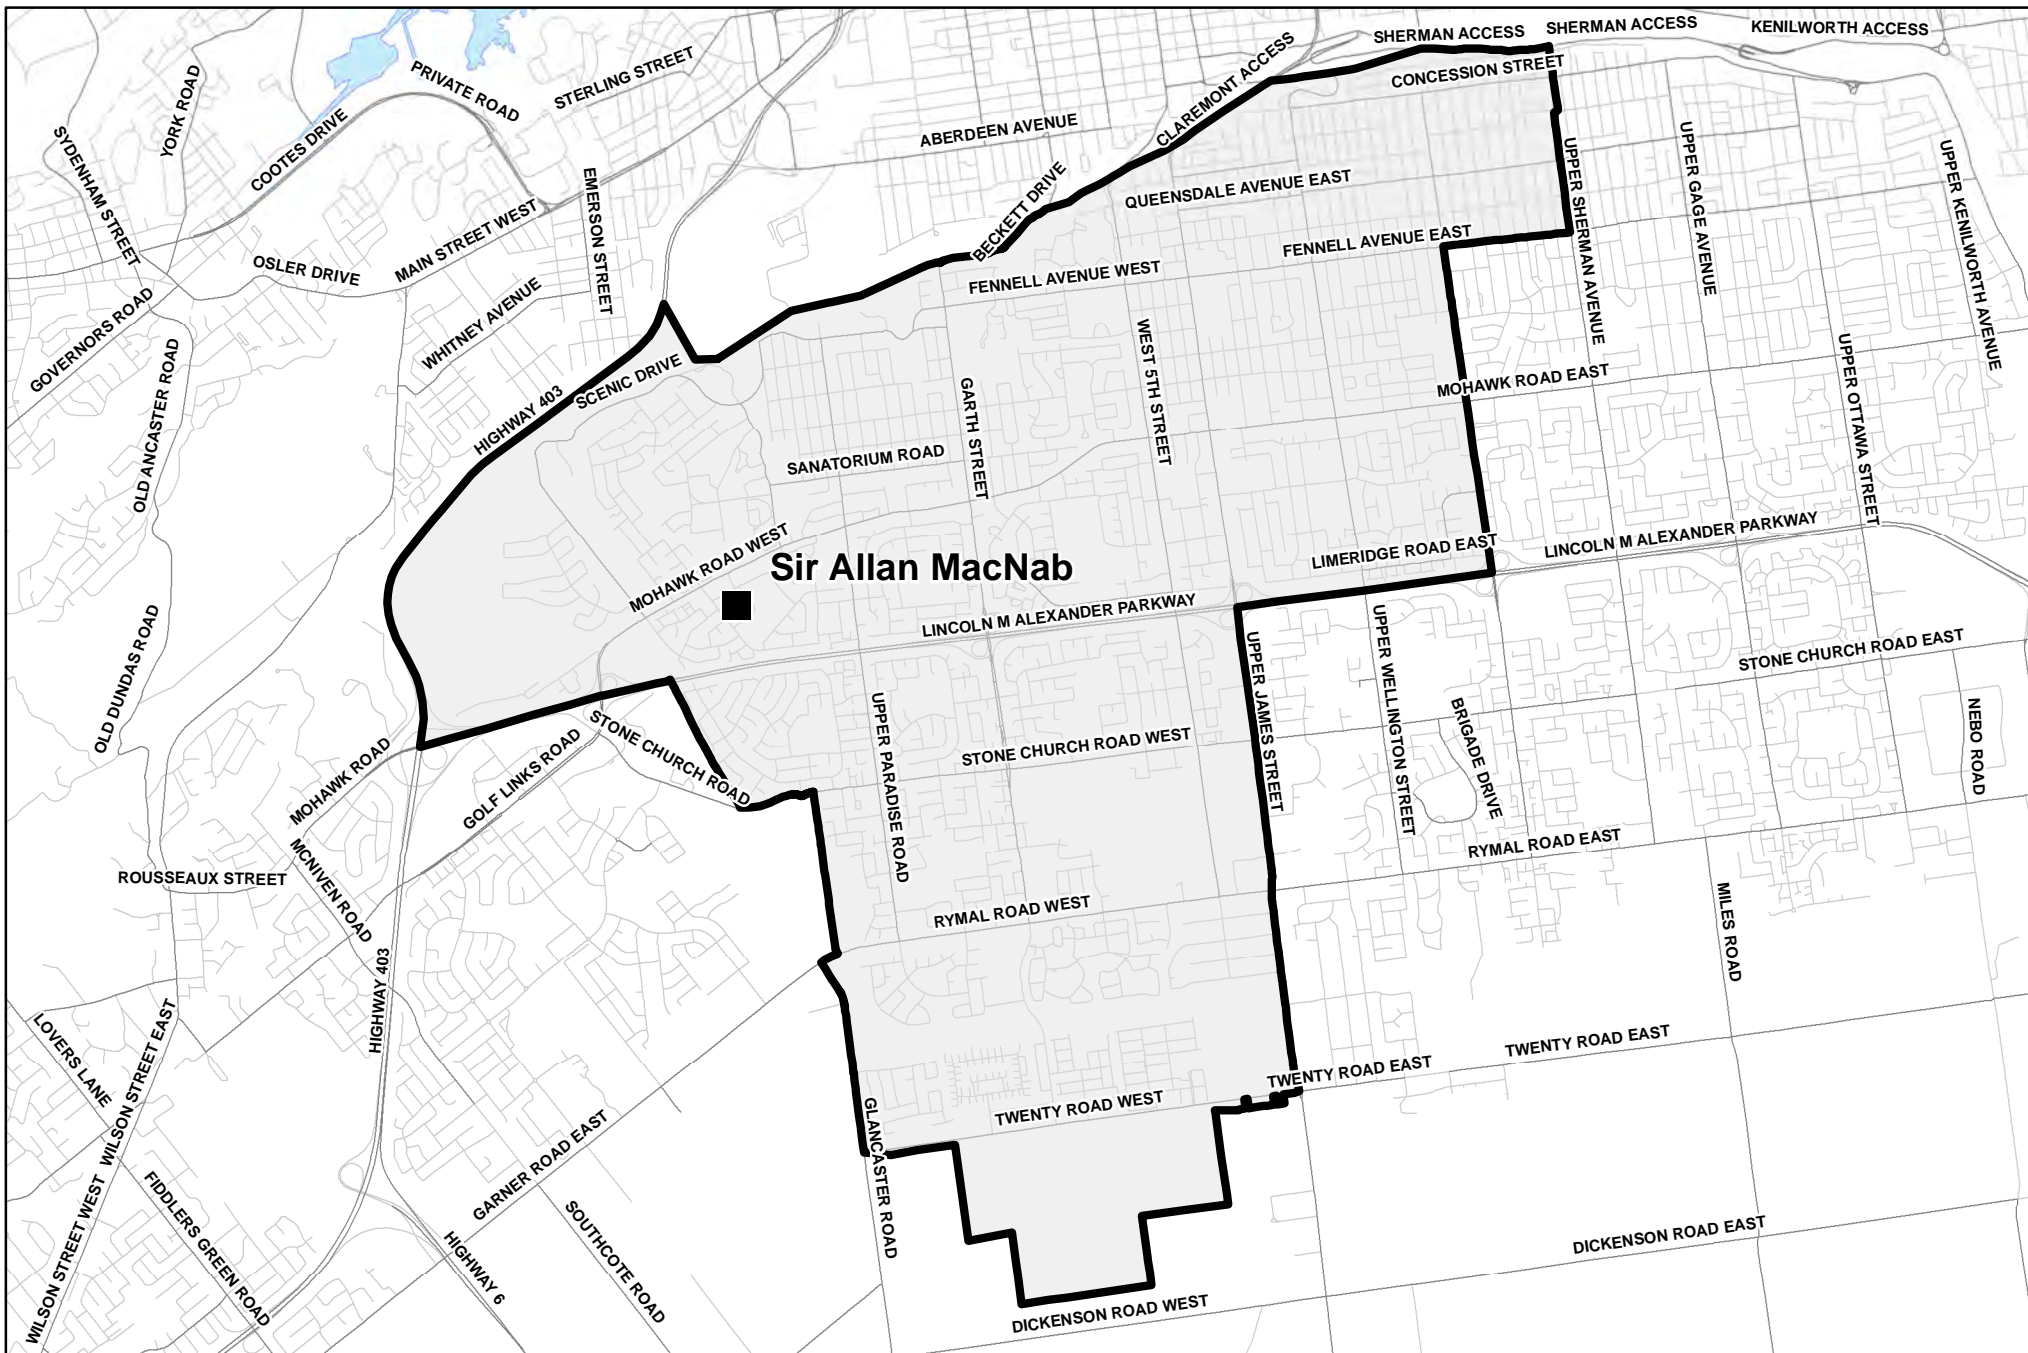 SHERMAN ACCESS
SHERMAN ACCESS
KENILWORTH ACCESS
YORK ROAD
PRIVATE ROAD
STERLING STREET
CLAREMONT ACCESS
CONCESSION STREET
SYDENHAM STREET
COOTES DRIVE
ABERDEEN AVENUE
UPPER SHERMAN AVENUE
UPPER GAGE AVENUE
UPPER KENILWORTH AVENUE
EMERSON STREET
MAIN STREET WEST
BECKETT DRIVE
QUEENSDALE AVENUE EAST
OSLER DRIVE
FENNELL AVENUE WEST
FENNELL AVENUE EAST
GOVERNORS ROAD
WHITNEY AVENUE
OLD ANCASTER ROAD
HIGHWAY 403
SCENIC DRIVE
GARTH STREET
WEST 5TH STREET
MOHAWK ROAD EAST
UPPER OTTAWA STREET
SANATORIUM ROAD
MOHAWK ROAD WEST
Sir Allan MacNab
LIMERIDGE ROAD EAST
LINCOLN M ALEXANDER PARKWAY
LINCOLN M ALEXANDER PARKWAY
OLD DUNDAS ROAD
UPPER JAMES STREET
UPPER WELLINGTON STREET
STONE CHURCH ROAD EAST
MOHAWK ROAD
GOLF LINKS ROAD
STONE CHURCH ROAD
UPPER PARADISE ROAD
STONE CHURCH ROAD WEST
BRIGADE DRIVE
NEBO ROAD
ROUSSEAUX STREET
MCNIVEN ROAD
RYMAL ROAD EAST
RYMAL ROAD WEST
MILES ROAD
HIGHWAY 403
LOVERS LANE
WILSON STREET EAST
TWENTY ROAD EAST
TWENTY ROAD EAST
TWENTY ROAD WEST
GLANCASTER ROAD
GARNER ROAD EAST
WILSON STREET WEST
FIDDLERS GREEN ROAD
HIGHWAY 6
SOUTHCOTE ROAD
DICKENSON ROAD EAST
DICKENSON ROAD WEST